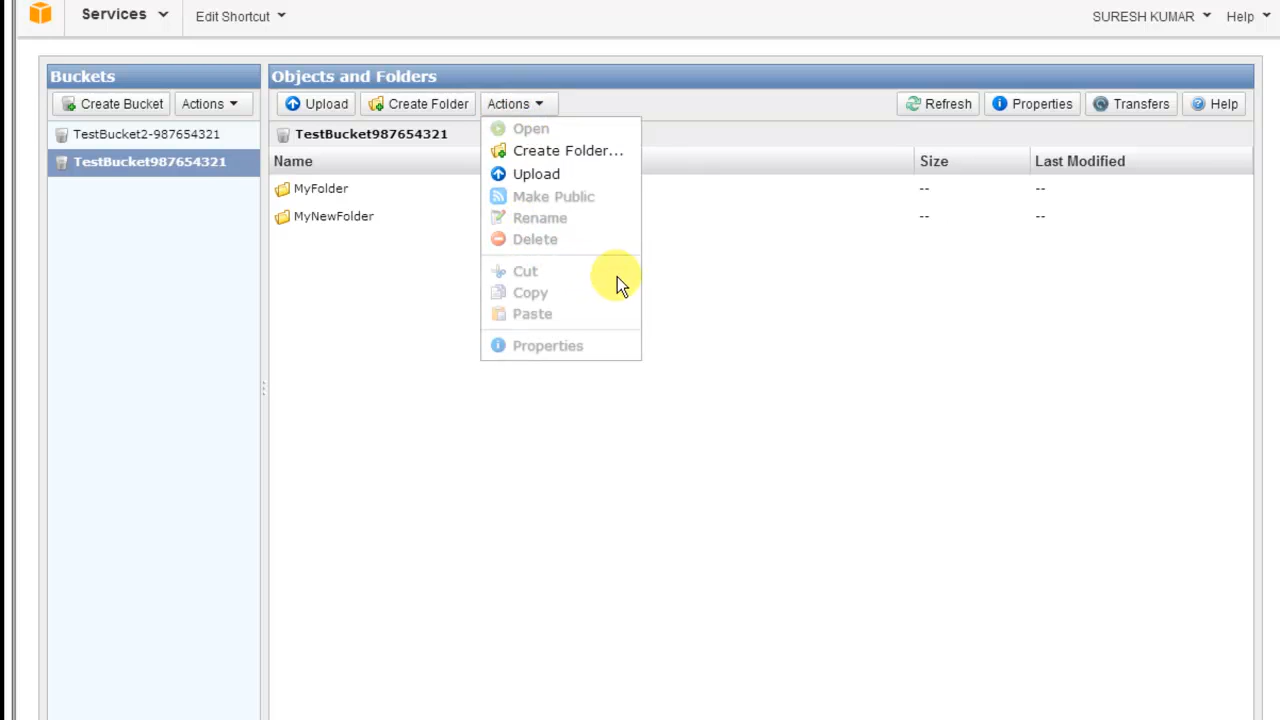 Services Edit Shortcut SURESH KUMAR Help
Buckets
Create Bucket Actions
TestBucket2-987654321
TestBucket987654321
Objects and Folders
Upload Create Folder Actions Refresh Properties Transfers Help
TestBucket987654321
Name Size Last Modified
MyFolder -- --
MyNewFolder -- --
Open
Create Folder...
Upload
Make Public
Rename
Delete
Cut
Copy
Paste
Properties